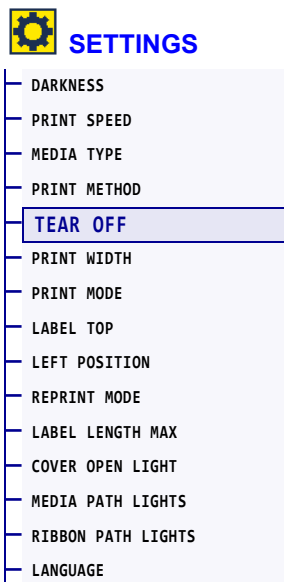 SETTINGS
DARKNESS
PRINT SPEED
MEDIA TYPE
PRINT METHOD
TEAR OFF
PRINT WIDTH
PRINT MODE
LABEL TOP
LEFT POSITION
REPRINT MODE
LABEL LENGTH MAX
COVER OPEN LIGHT
MEDIA PATH LIGHTS
RIBBON PATH LIGHTS
LANGUAGE